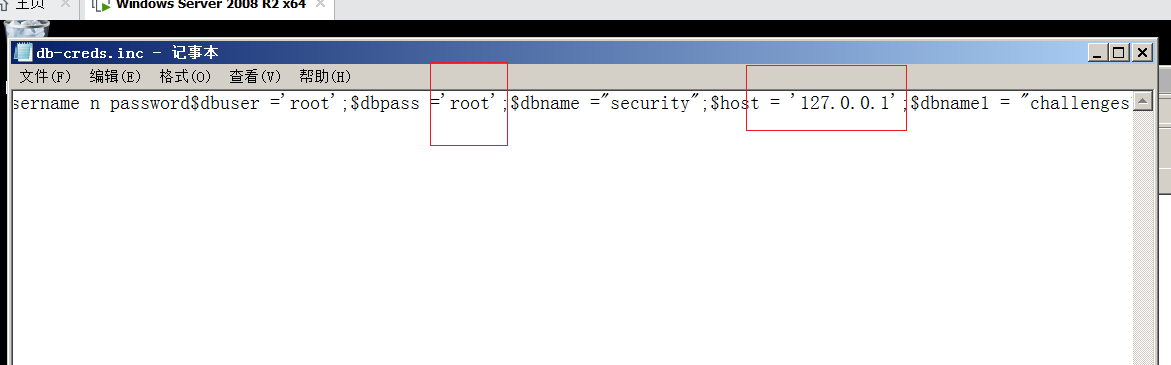 主页
Windows Server 2008 R2 x64
db-creds.inc - 记事本
文件(F) 编辑(E) 格式(O) 查看(V) 帮助(H)
sername n password$dbuser ='root';$dbpass ='root';$dbname ="security";$host = '127.0.0.1';$dbname1 = "challenges